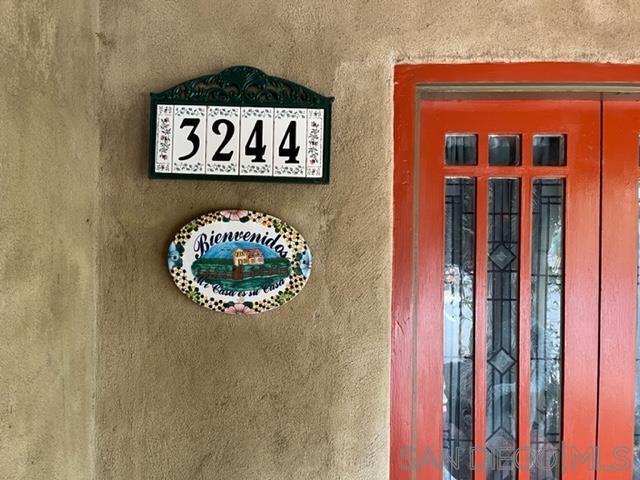 3244
Bienvenidos
Mi Casa es su Casa
SAN DIEGO MLS